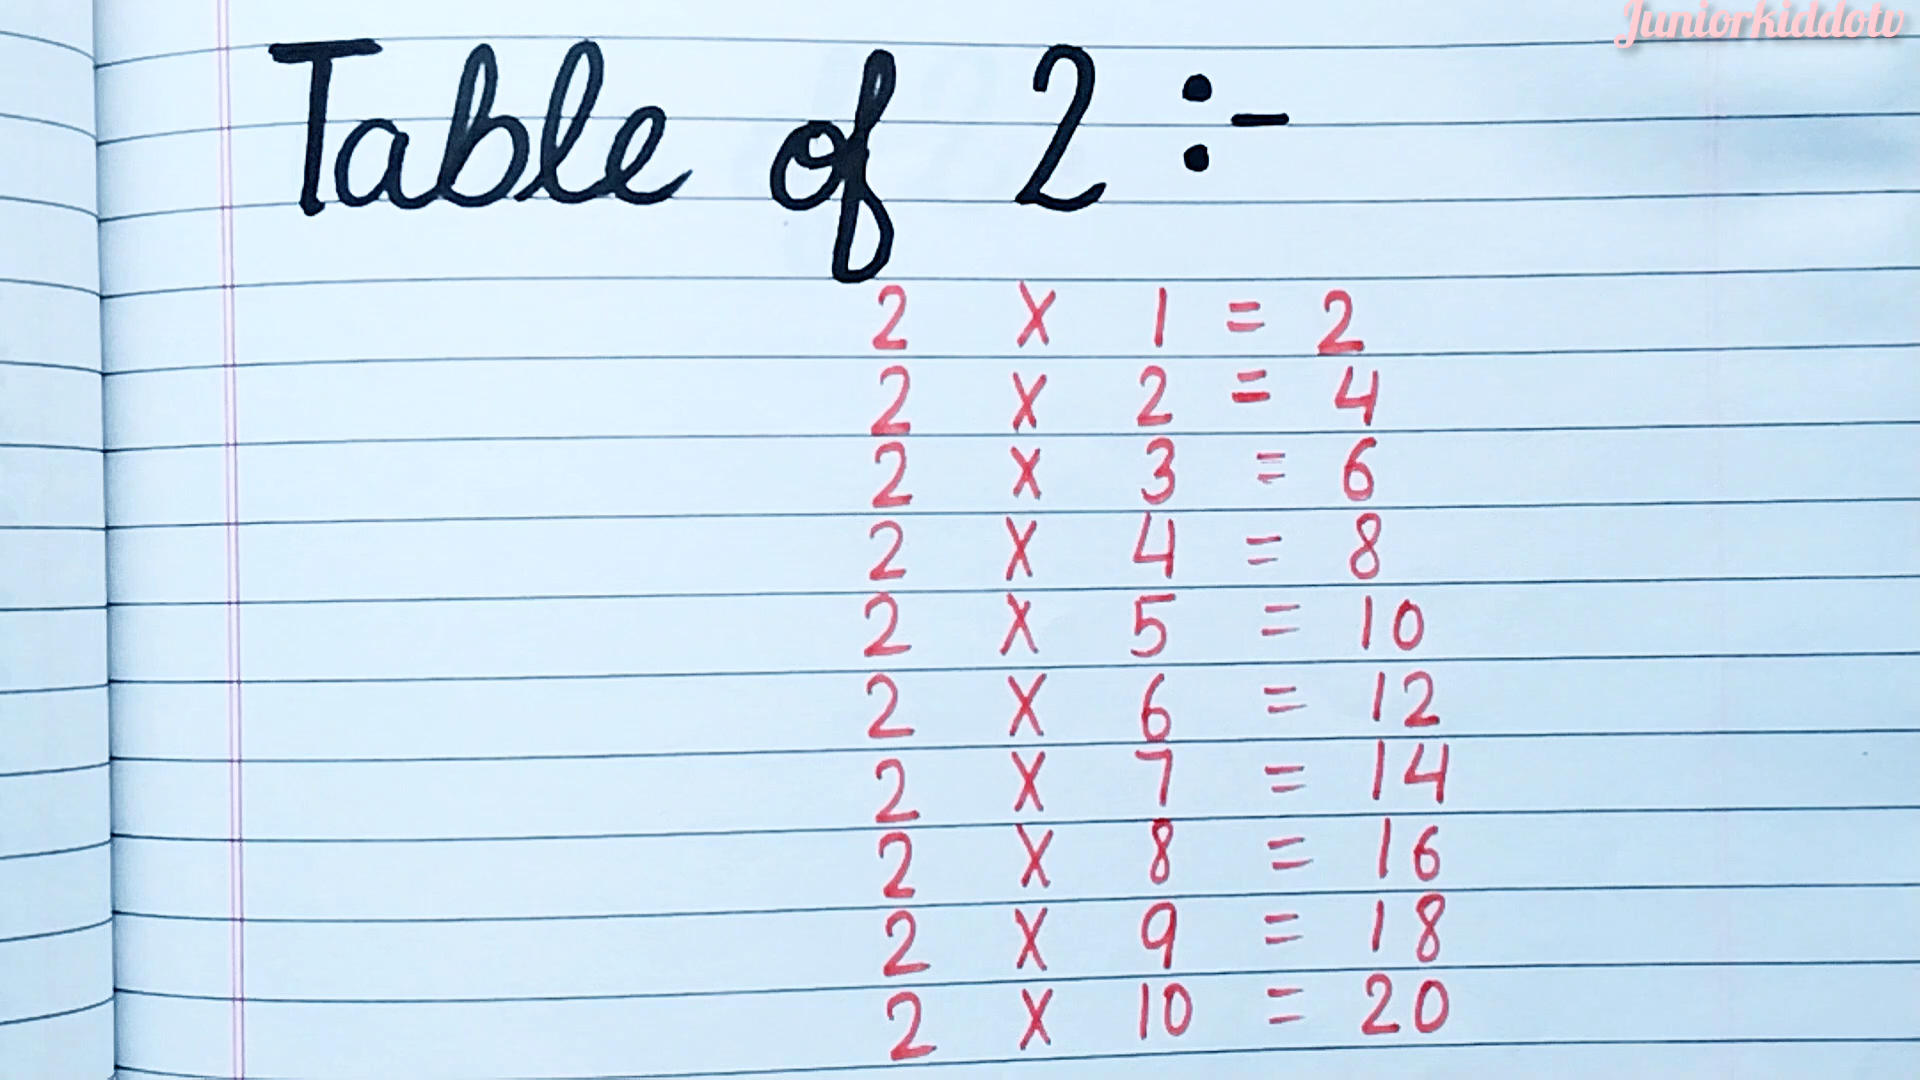 Juniorkiddotv
Table of 2 :-
2 X 1 = 2
2 X 2 = 4
2 X 3 = 6
2 X 4 = 8
2 X 5 = 10
2 X 6 = 12
2 X 7 = 14
2 X 8 = 16
2 X 9 = 18
2 X 10 = 20